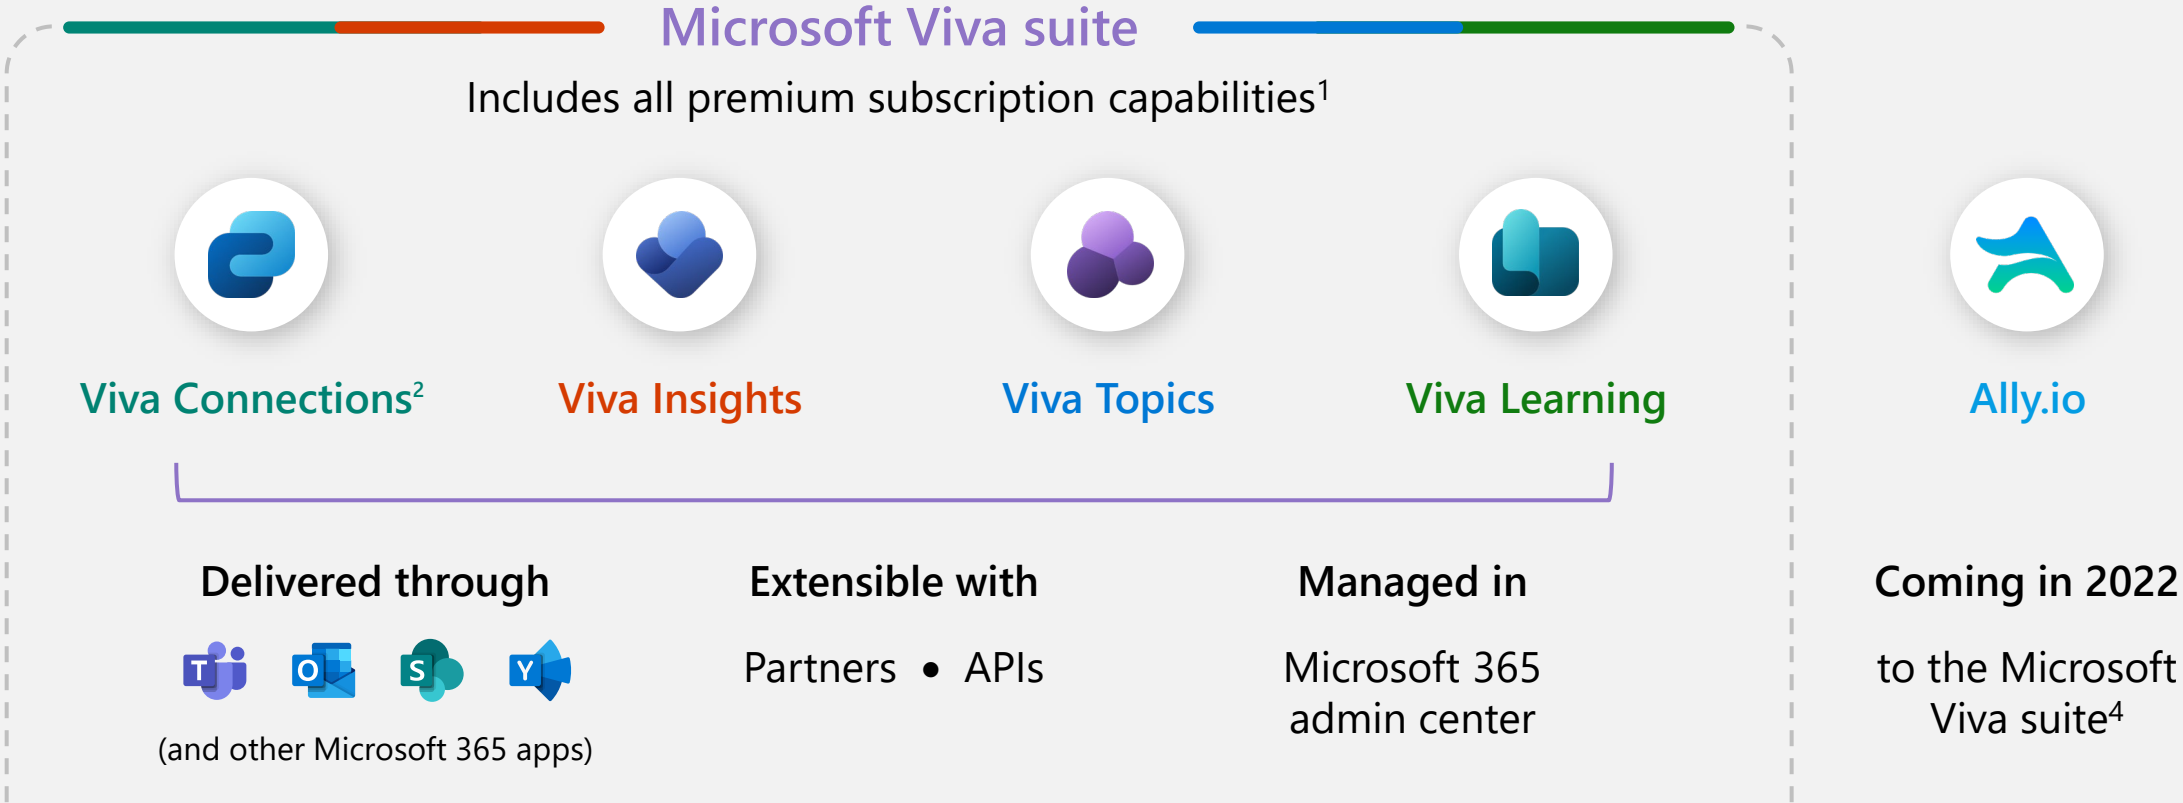 Microsoft Viva suite
Includes all premium subscription capabilities¹
Viva Connections²
Viva Insights
Viva Topics
Viva Learning
Ally.io
Delivered through
T
O
S
Y
(and other Microsoft 365 apps)
Extensible with
Partners • APIs
Managed in
Microsoft 365
admin center
Coming in 2022
to the Microsoft
Viva suite⁴